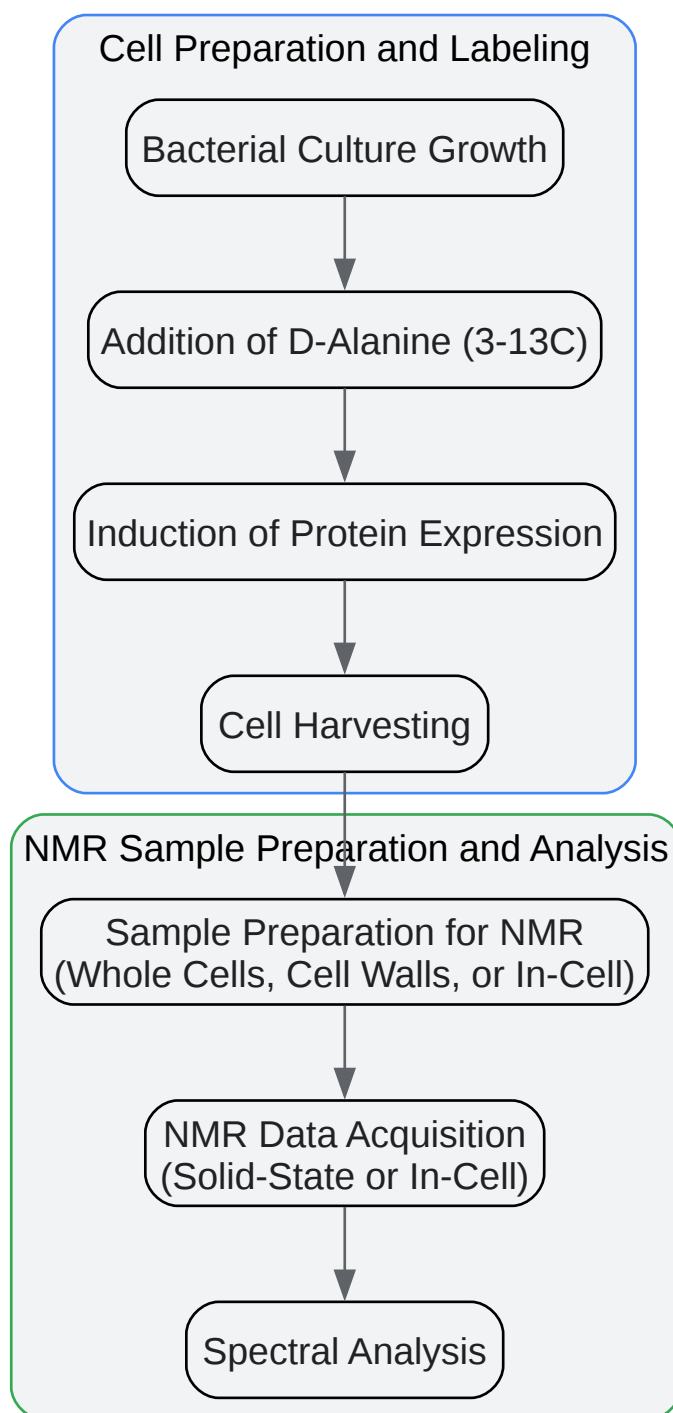 Cell Preparation and Labeling
Bacterial Culture Growth
Addition of D-Alanine (3-13C)
Induction of Protein Expression
Cell Harvesting
NMR Sample Preparation and Analysis
Sample Preparation for NMR
(Whole Cells, Cell Walls, or In-Cell)
NMR Data Acquisition
(Solid-State or In-Cell)
Spectral Analysis